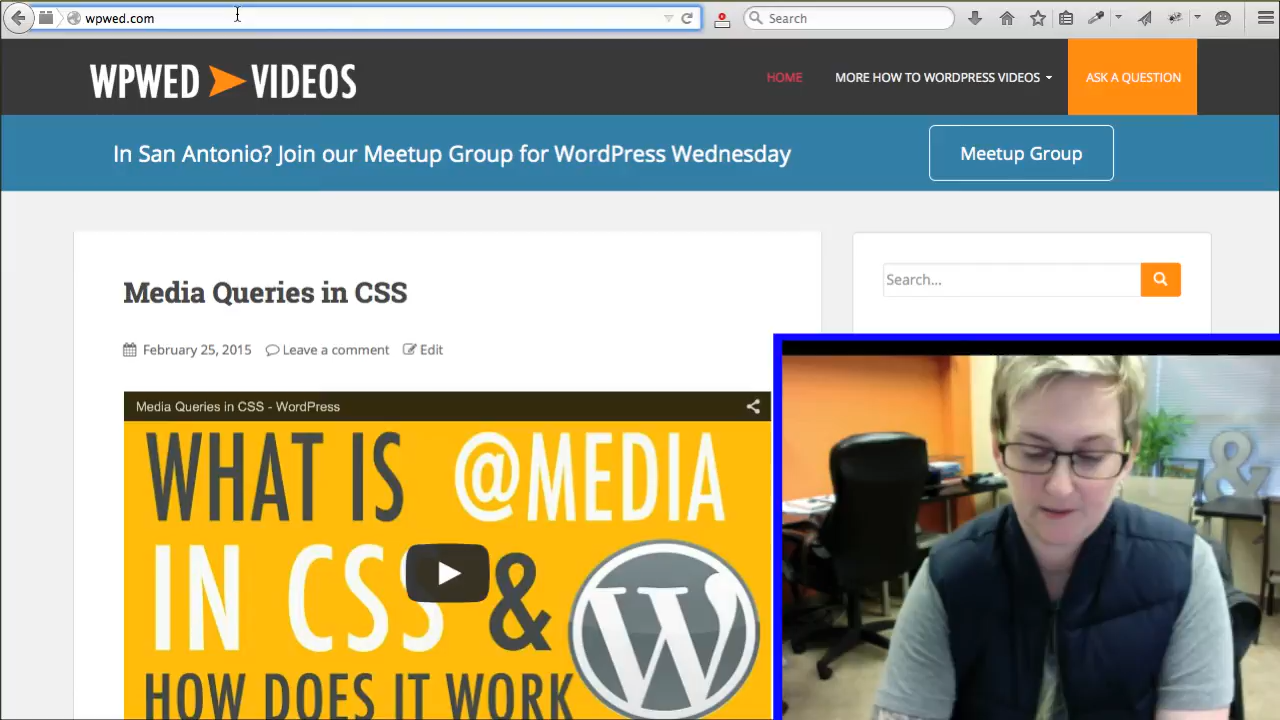 wpwed.com
Search
WPWED VIDEOS
HOME
MORE HOW TO WORDPRESS VIDEOS
ASK A QUESTION
In San Antonio? Join our Meetup Group for WordPress Wednesday
Meetup Group
Media Queries in CSS
Search...
February 25, 2015
Leave a comment
Edit
Media Queries in CSS - WordPress
WHAT IS @MEDIA
IN CSS &
HOW DOES IT WORK
W
&